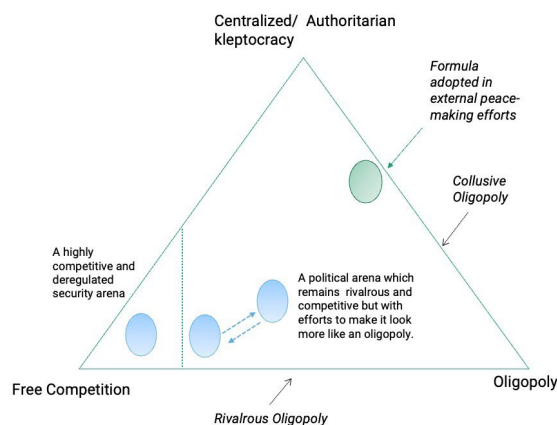 Centralized/ Authoritarian
kleptocracy
Formula
adopted in
external peace-
making efforts
Collusive
Oligopoly
A highly
competitive and
deregulated
security arena
A political arena which
remains rivalrous and
competitive but with
efforts to make it look
more like an oligopoly.
Free Competition
Oligopoly
Rivalrous Oligopoly